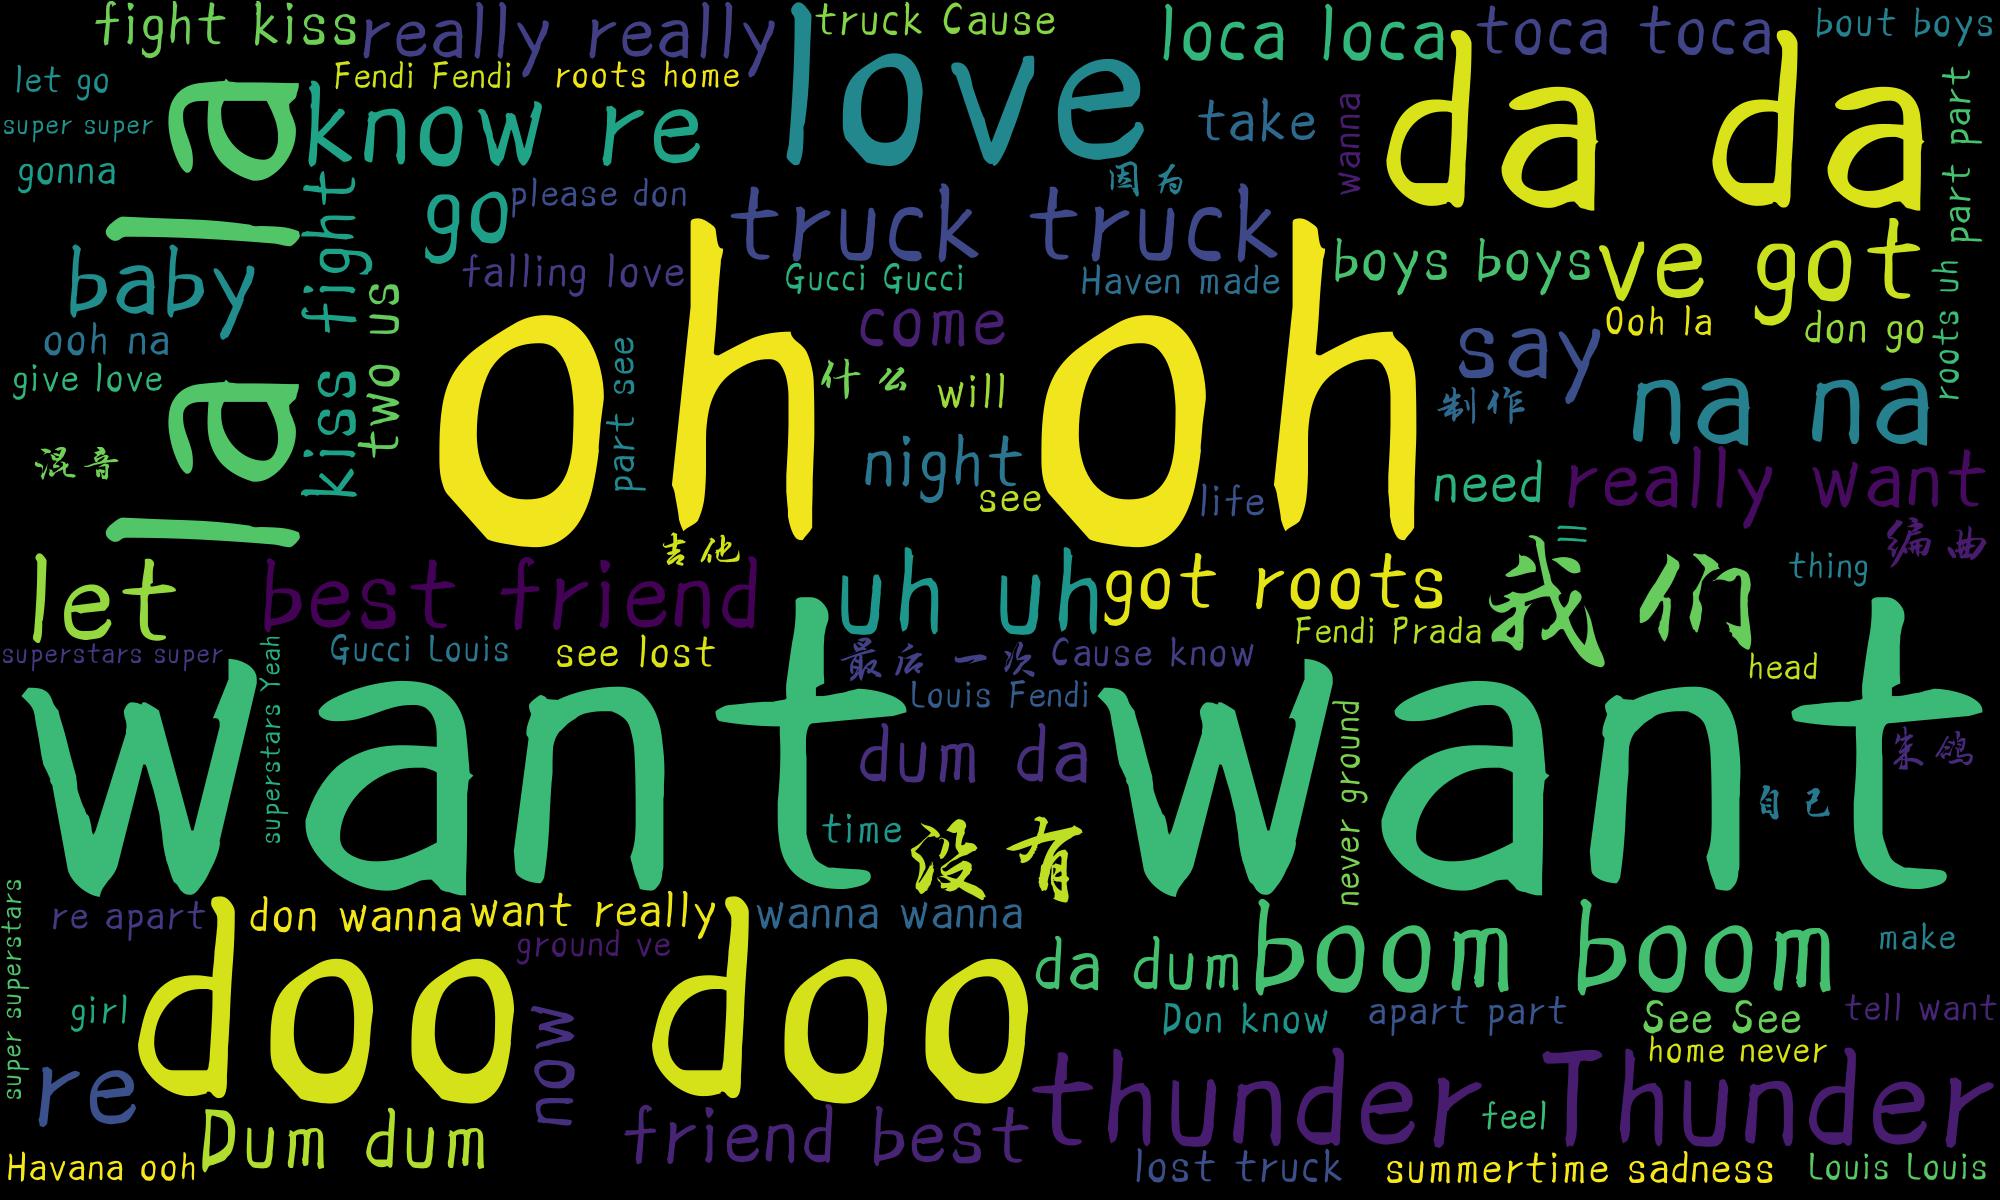 fight kiss
really really
truck Cause
loca loca
toca toca
bout boys
let go
Fendi Fendi
roots home
love
super super
know re
take
wanna
da da
part part
gonna
la la
go
please don
因为
truck truck
baby
kiss fight
two us
falling love
Gucci Gucci
Haven made
boys boys
ve got
ooh na
come
Ooh la
don go
roots uh
give love
oh oh
part see
什么
will
say
制作
na na
混音
night
see
life
need
really want
编曲
吉他
let
best friend
uh uh
got roots
二
我们
thing
superstars super
Gucci Louis
see lost
最后一次
Cause know
Fendi Prada
head
superstars Yeah
want want
Louis Fendi
dum da
never ground
朱鸽
自己
time
没有
super superstars
re apart
don wanna
want really
wanna wanna
ground ve
da dum
boom boom
make
girl
doo doo
now
Don know
apart part
See See
tell want
home never
re
Dum dum
friend best
thunder Thunder
feel
Havana ooh
lost truck
summertime sadness
Louis Louis